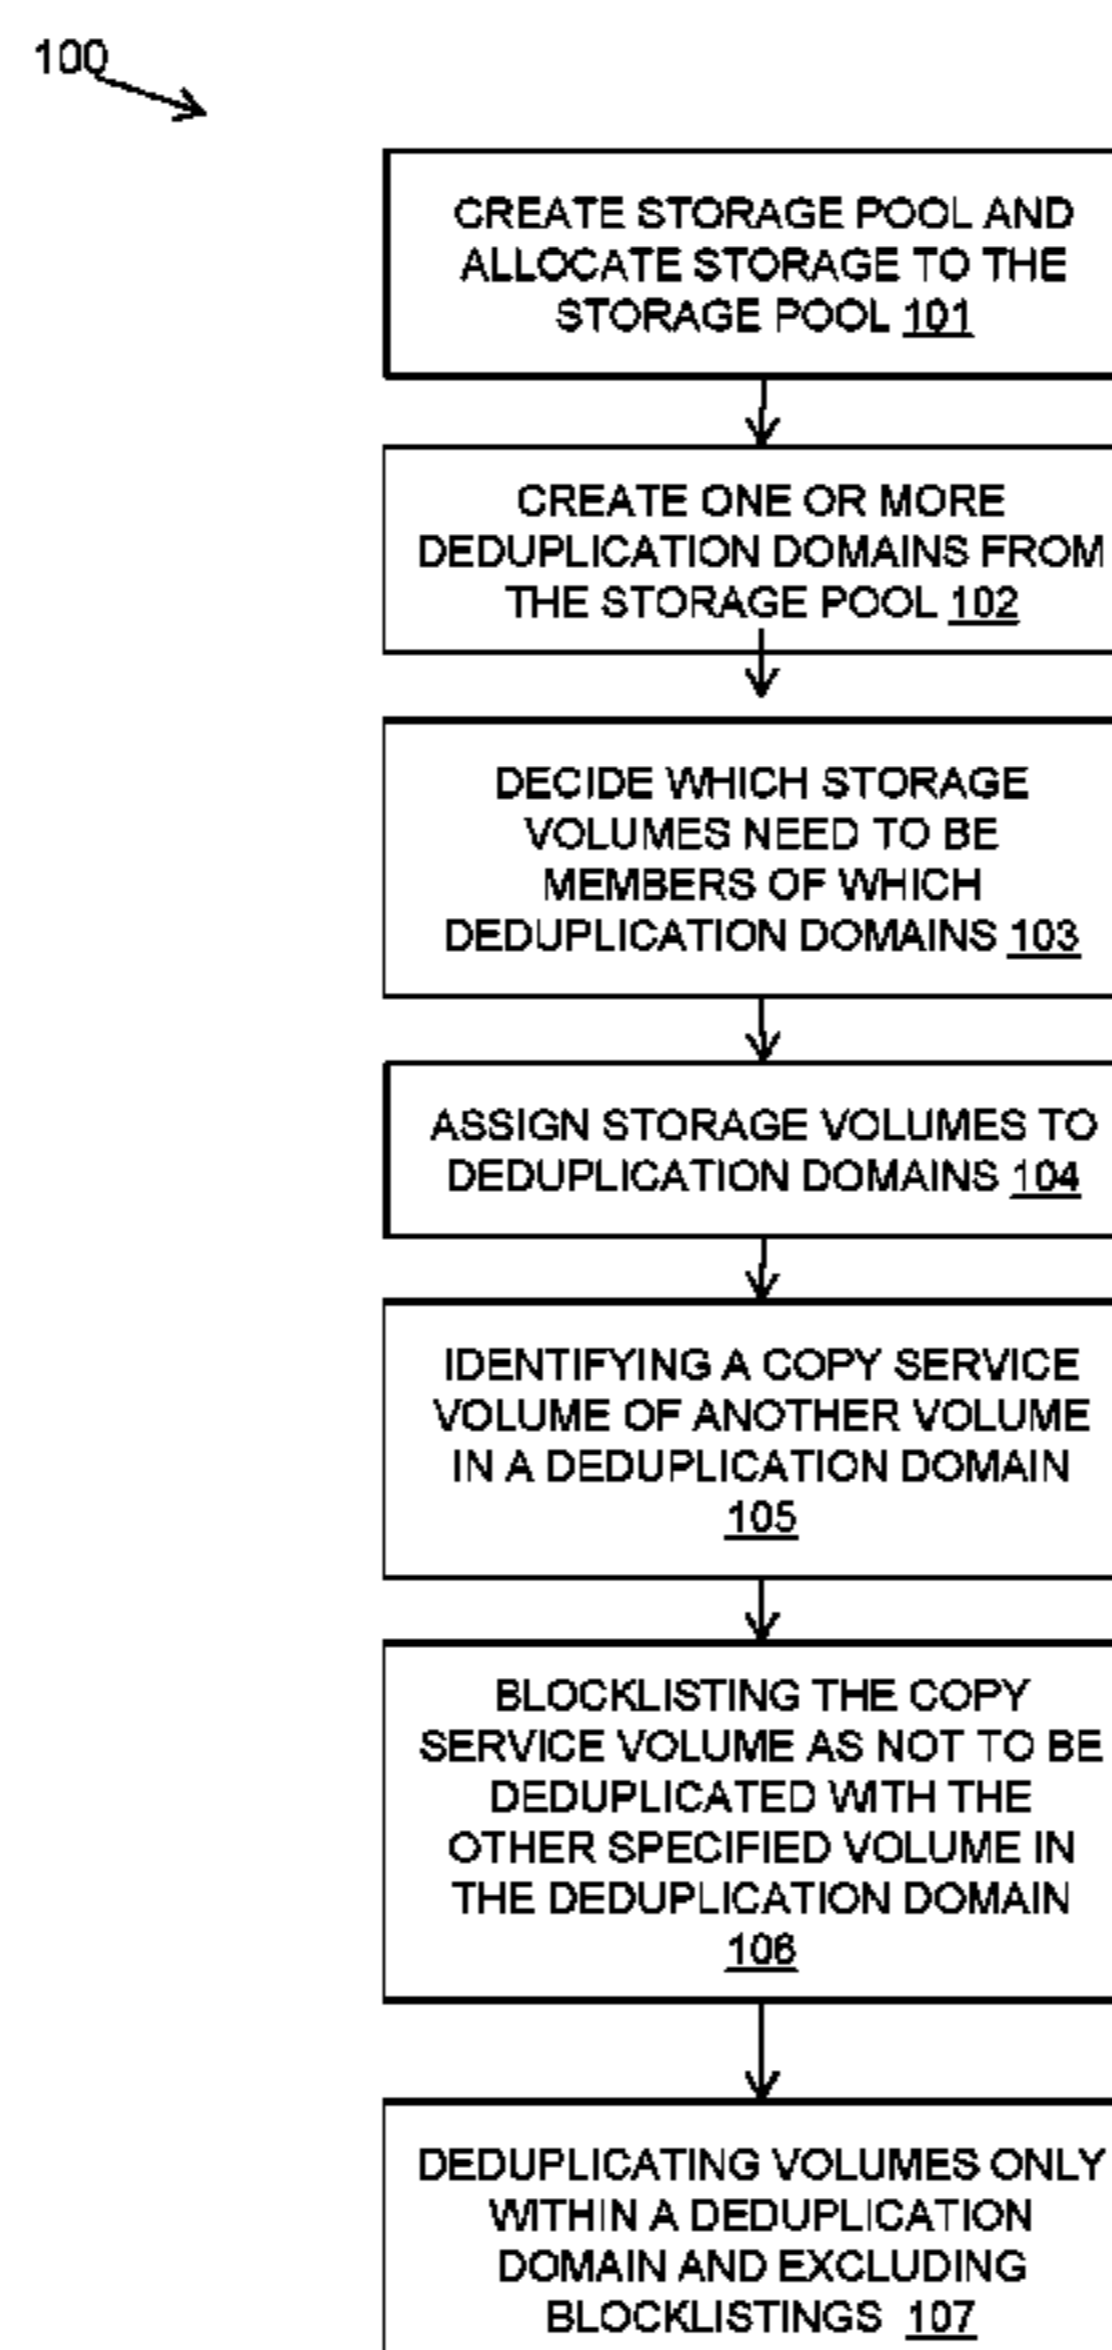 100
CREATE STORAGE POOL AND
ALLOCATE STORAGE TO THE
STORAGE POOL 101
CREATE ONE OR MORE
DEDUPLICATION DOMAINS FROM
THE STORAGE POOL 102
DECIDE WHICH STORAGE
VOLUMES NEED TO BE
MEMBERS OF WHICH
DEDUPLICATION DOMAINS 103
ASSIGN STORAGE VOLUMES TO
DEDUPLICATION DOMAINS 104
IDENTIFYING A COPY SERVICE
VOLUME OF ANOTHER VOLUME
IN A DEDUPLICATION DOMAIN
105
BLOCKLISTING THE COPY
SERVICE VOLUME AS NOT TO BE
DEDUPLICATED WITH THE
OTHER SPECIFIED VOLUME IN
THE DEDUPLICATION DOMAIN
106
DEDUPLICATING VOLUMES ONLY
WITHIN A DEDUPLICATION
DOMAIN AND EXCLUDING
BLOCKLISTINGS 107